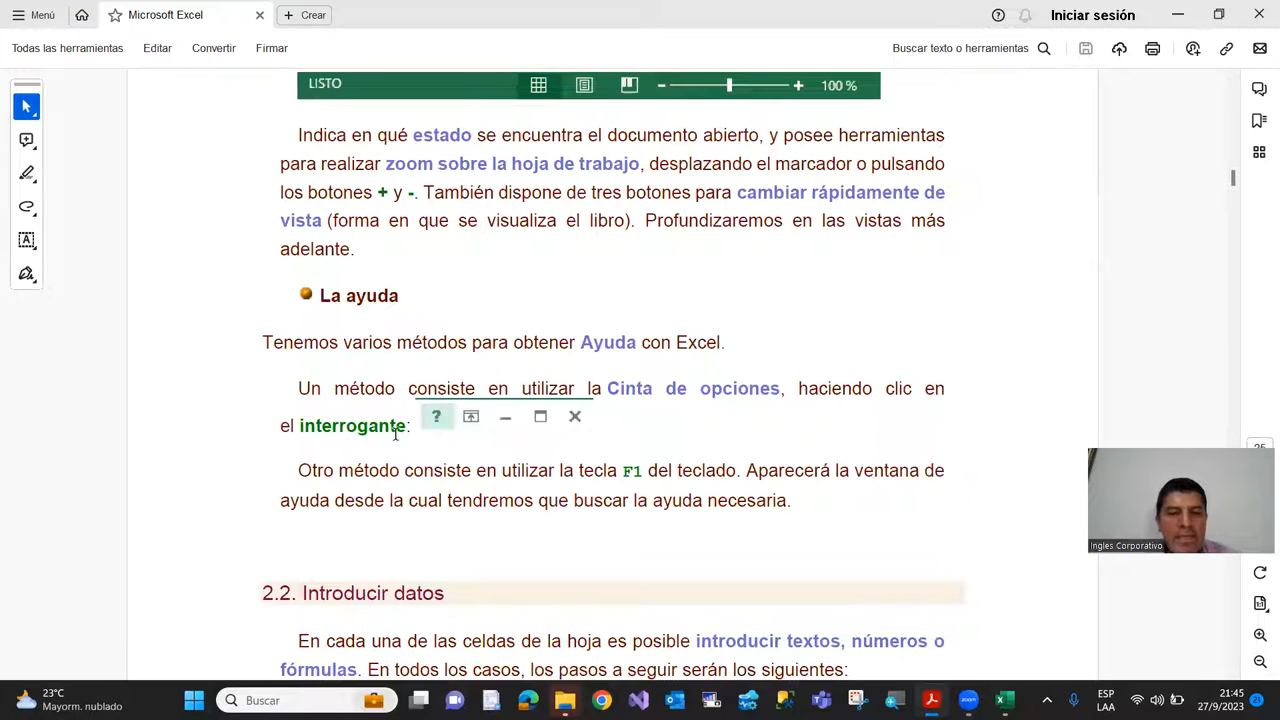 Menú
Microsoft Excel
Crear
Iniciar sesión
Todas las herramientas
Editar
Convertir
Firmar
Buscar texto o herramientas
LISTO
100 %
Indica en qué estado se encuentra el documento abierto, y posee herramientas
para realizar zoom sobre la hoja de trabajo, desplazando el marcador o pulsando
los botones + y -. También dispone de tres botones para cambiar rápidamente de
vista (forma en que se visualiza el libro). Profundizaremos en las vistas más
adelante.
La ayuda
Tenemos varios métodos para obtener Ayuda con Excel.
Un método consiste en utilizar la Cinta de opciones, haciendo clic en
el interrogante:
Otro método consiste en utilizar la tecla F1 del teclado. Aparecerá la ventana de
ayuda desde la cual tendremos que buscar la ayuda necesaria.
2.2. Introducir datos
En cada una de las celdas de la hoja es posible introducir textos, números o
fórmulas. En todos los casos, los pasos a seguir serán los siguientes:
Ingles Corporativo
23°C
Mayorm. nublado
Buscar
ESP
LAA
21:45
27/9/2023